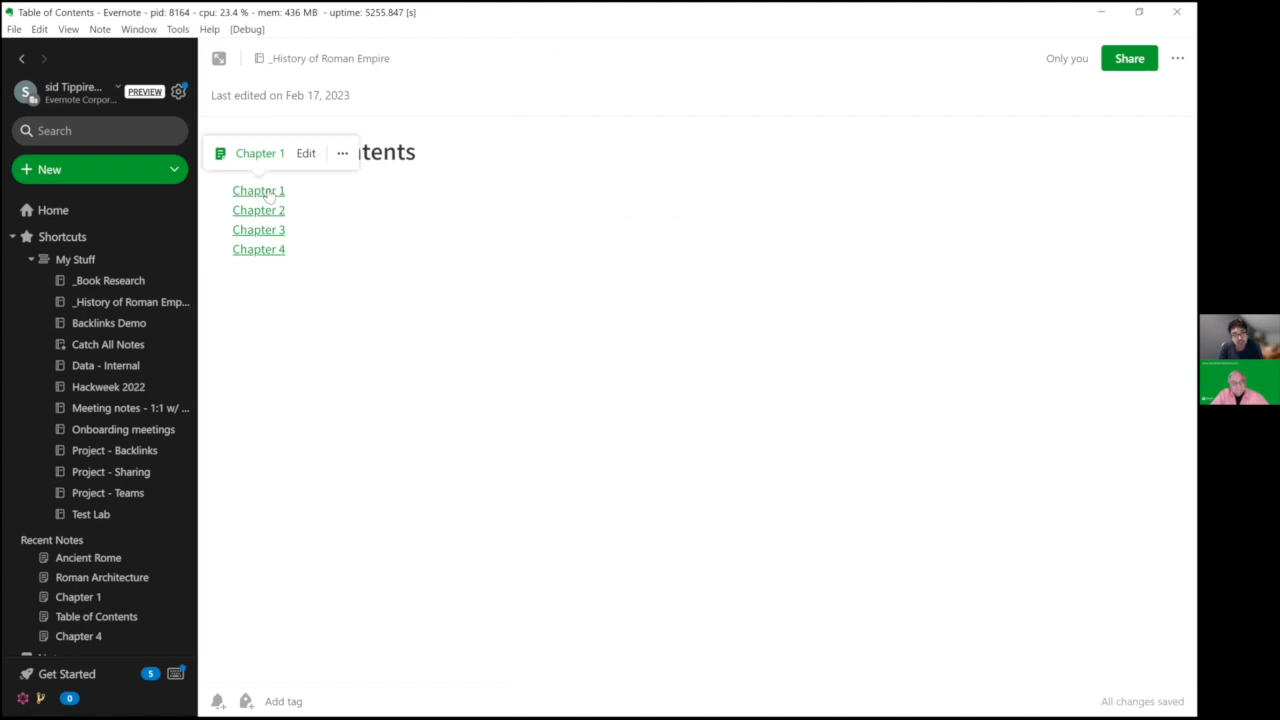 Table of Contents - Evernote - pid: 8164 - cpu: 23.4 % - mem: 436 MB - uptime: 5255.847 [s]
File Edit View Note Window Tools Help [Debug]
S sid Tippire... PREVIEW
Evernote Corpor...
Search
New
Home
Shortcuts
My Stuff
_Book Research
_History of Roman Emp...
Backlinks Demo
Catch All Notes
Data - Internal
Hackweek 2022
Meeting notes - 1:1 w/ ...
Onboarding meetings
Project - Backlinks
Project - Sharing
Project - Teams
Test Lab
Recent Notes
Ancient Rome
Roman Architecture
Chapter 1
Table of Contents
Chapter 4
Get Started 5
0
_History of Roman Empire
Only you Share
Last edited on Feb 17, 2023
Chapter 1 Edit ... ntents
Chapter 1
Chapter 2
Chapter 3
Chapter 4
Add tag
All changes saved